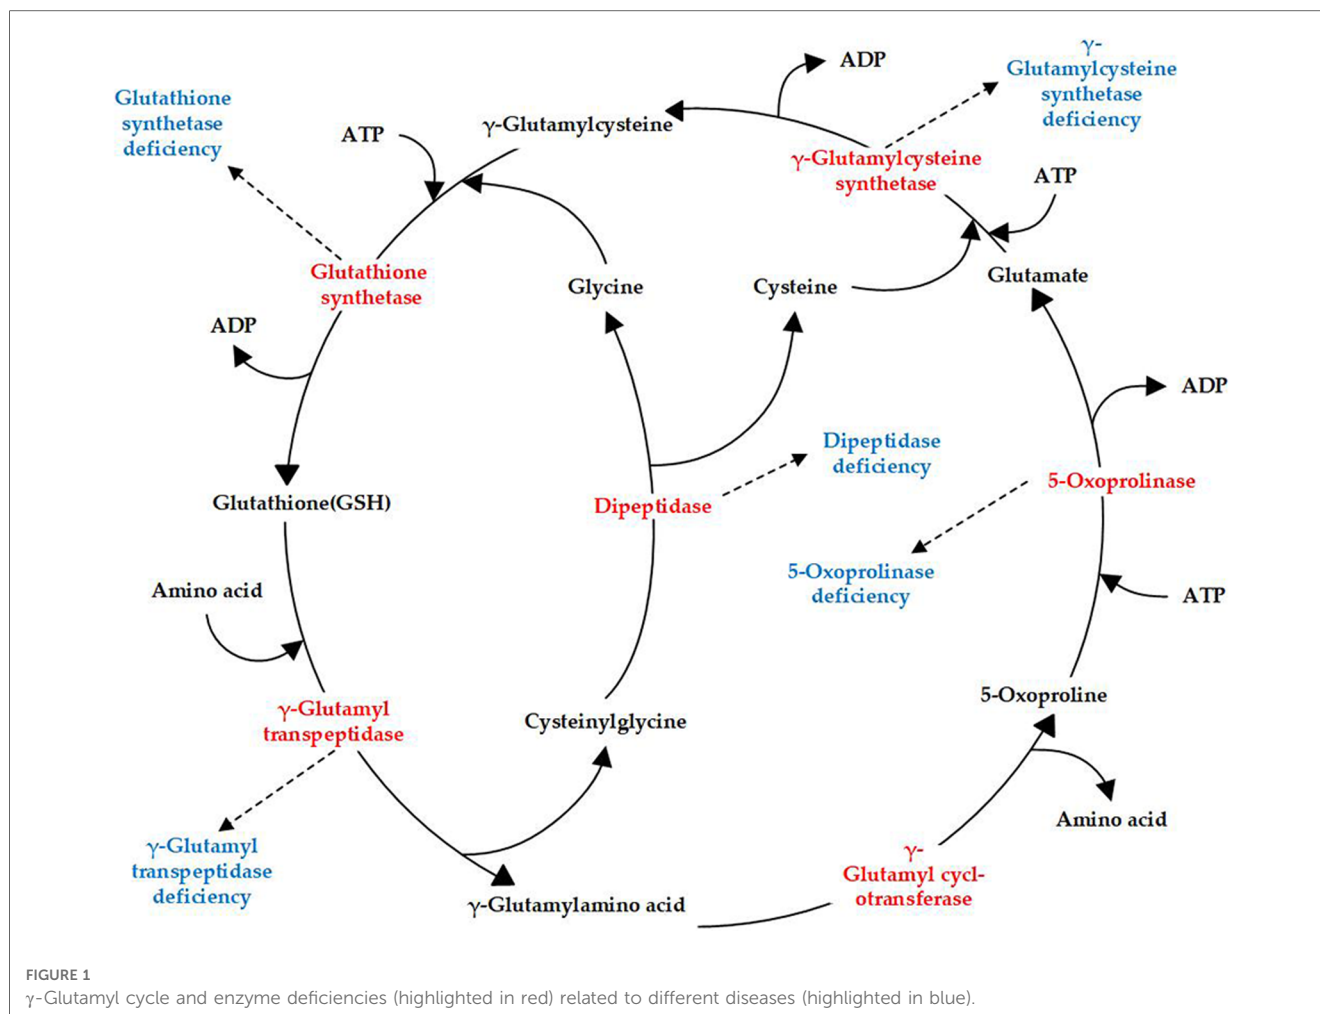 γ-
Glutamylcysteine
synthetase
deficiency
ADP
Glutathione
synthetase
deficiency
ATP
γ-Glutamylcysteine
γ-Glutamylcysteine
synthetase
ATP
Glutathione
synthetase
Glycine
Cysteine
Glutamate
ADP
ADP
Dipeptidase
deficiency
5-Oxoprolinase
Glutathione(GSH)
Dipeptidase
5-Oxoprolinase
deficiency
Amino acid
ATP
γ-Glutamyl
transpeptidase
Cysteinylglycine
5-Oxoproline
Amino acid
γ-Glutamyl
transpeptidase
deficiency
γ-
Glutamyl cycl-
otransferase
γ-Glutamylamino acid
FIGURE 1
γ-Glutamyl cycle and enzyme deficiencies (highlighted in red) related to different diseases (highlighted in blue).